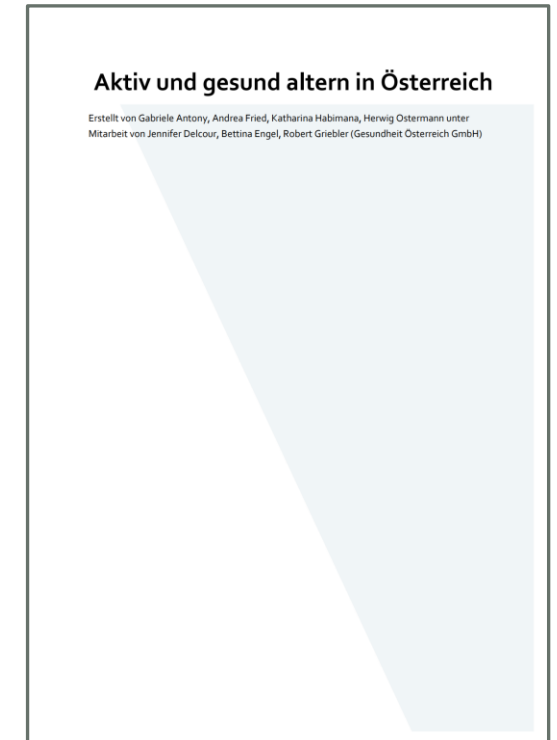 Aktiv und gesund altern in Österreich
Erstellt von Gabriele Antony, Andrea Fried, Katharina Habimana, Herwig Ostermann unter
Mitarbeit von Jennifer Delcour, Bettina Engel, Robert Griebler (Gesundheit Österreich GmbH)